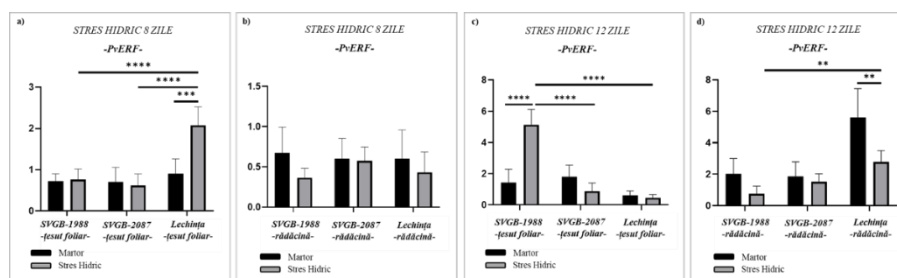 a)
STRES HIDRIC 8 ZILE
-PvERF-
****
****
***
3
2
1
0
SVGB-1988
-țesut foliar-
SVGB-2087
-țesut foliar-
Lechința
-țesut foliar-
Martor
Stres Hidric
b)
STRES HIDRIC 8 ZILE
-PvERF-
1.5
1.0
0.5
0.0
SVGB-1988
-rădăcină-
SVGB-2087
-rădăcină-
Lechința
-rădăcină-
Martor
Stres Hidric
c)
STRES HIDRIC 12 ZILE
-PvERF-
****
****
****
8
6
4
2
0
SVGB-1988
-țesut foliar-
SVGB-2087
-țesut foliar-
Lechința
-țesut foliar-
Martor
Stres Hidric
d)
STRES HIDRIC 12 ZILE
-PvERF-
**
**
8
6
4
2
0
SVGB-1988
-rădăcină-
SVGB-2087
-rădăcină-
Lechința
-rădăcină-
Martor
Stres Hidric